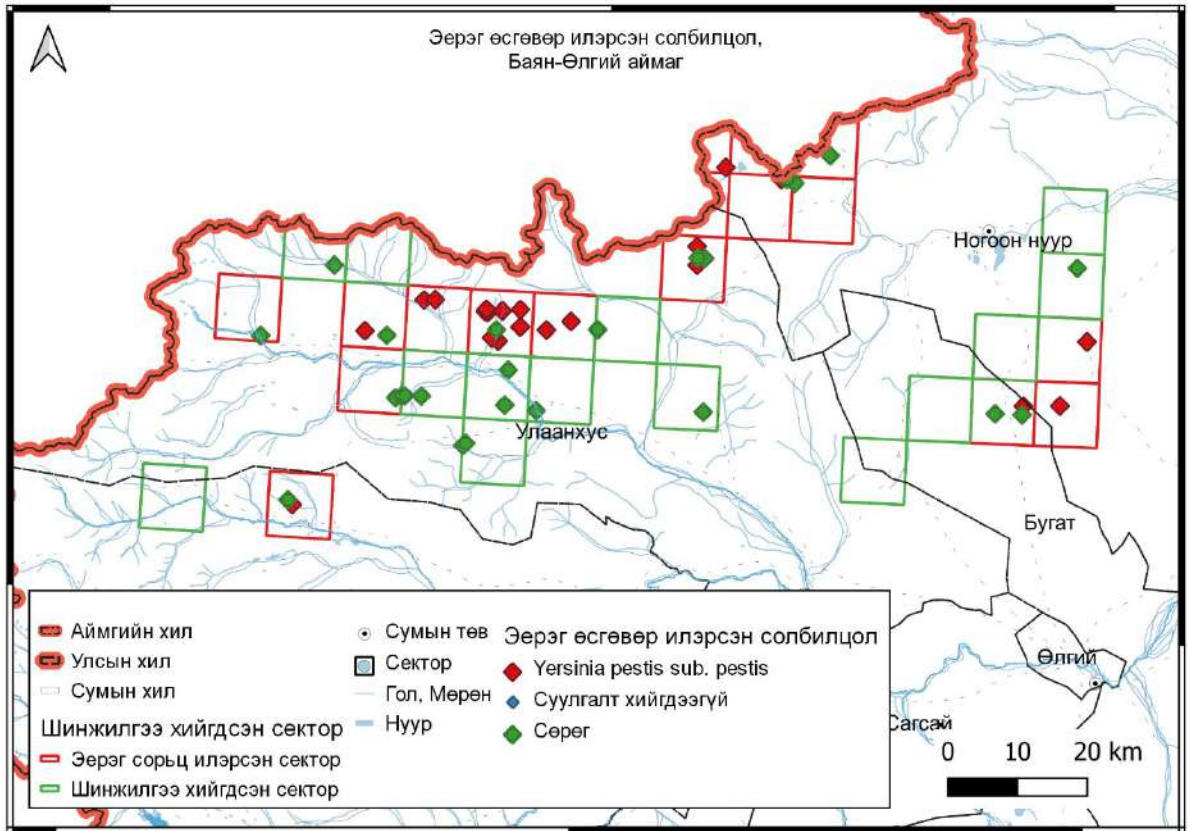 Эерэг өсгөвөр илэрсэн солбилцол,
Баян-Өлгий аймаг
Ногоон нуур
Улаанхус
Бугат
Өлгий
Сагсай
0 10 20 km
Аймгийн хил
Улсын хил
Сумын хил
Шинжилгээ хийгдсэн сектор
Эерэг сорьц илэрсэн сектор
Шинжилгээ хийгдсэн сектор
Сумын төв
Сектор
Гол, Мөрөн
Нуур
Эерэг өсгөвөр илэрсэн солбилцол
Yersinia pestis sub. pestis
Суулгалт хийгдээгүй
Сөрөг